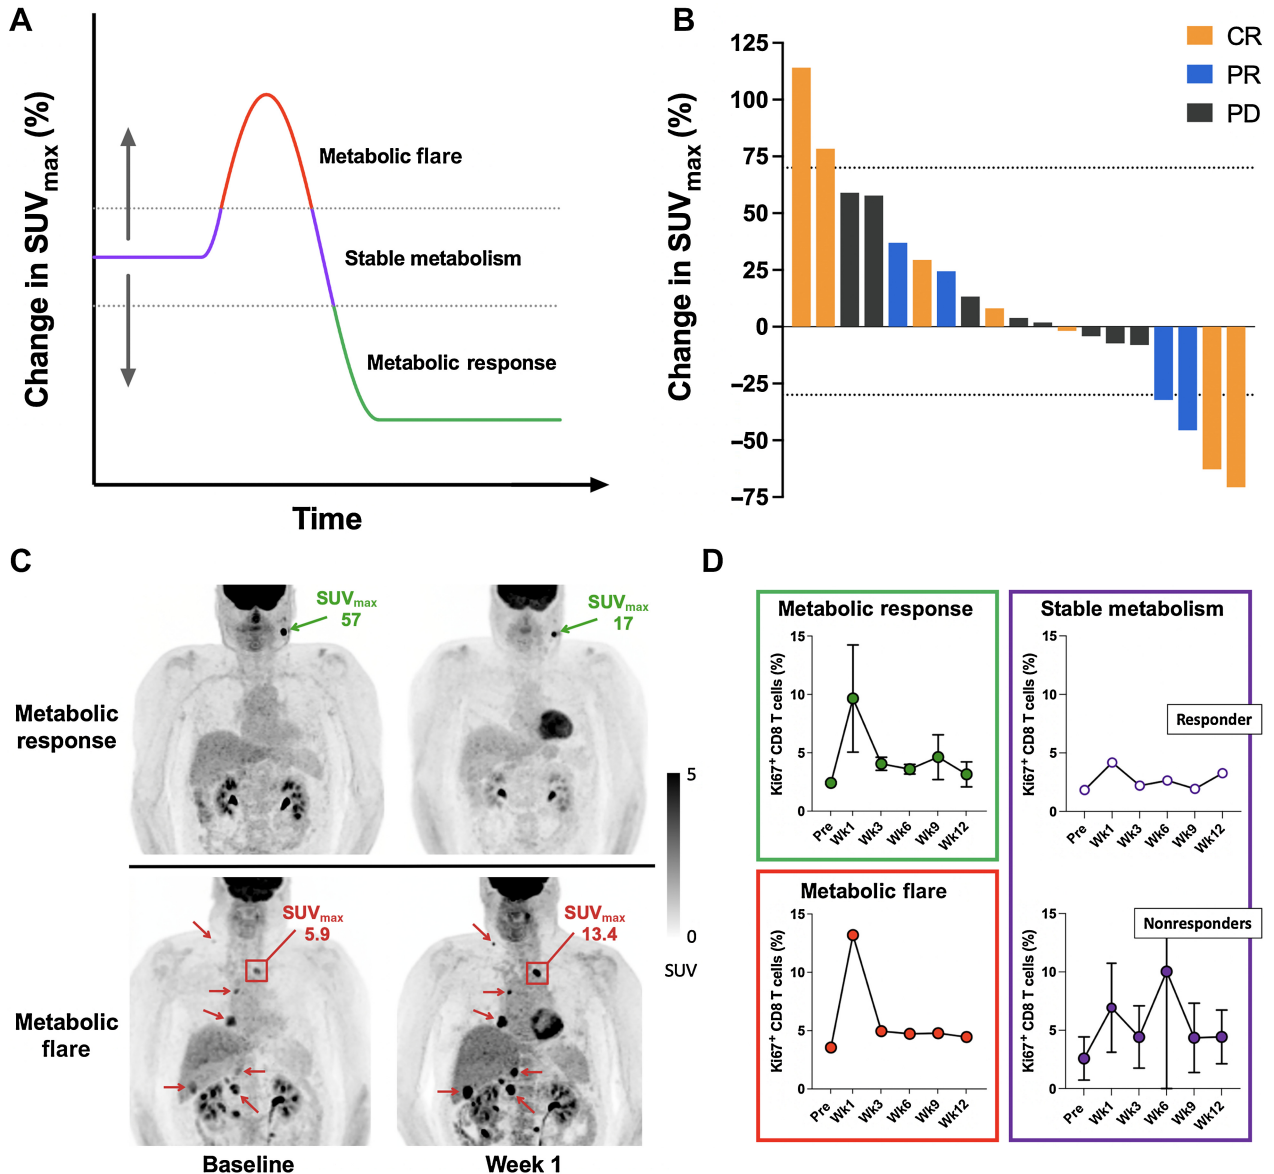 A
Change in SUVmax (%)
Metabolic flare
Stable metabolism
Metabolic response
Time
B
Change in SUVmax (%)
125
100
75
50
25
0
−25
−50
−75
CR
PR
PD
C
Metabolic
response
SUVmax
57
SUVmax
17
Metabolic
flare
SUVmax
5.9
SUVmax
13.4
Baseline
Week 1
5
0
SUV
D
Metabolic response
Ki67+ CD8 T cells (%)
15
10
5
0
Pre Wk1 Wk3 Wk6 Wk9 Wk12
Stable metabolism
Ki67+ CD8 T cells (%)
15
10
5
0
Responder
Pre Wk1 Wk3 Wk6 Wk9 Wk12
Metabolic flare
Ki67+ CD8 T cells (%)
15
10
5
0
Pre Wk1 Wk3 Wk6 Wk9 Wk12
Nonresponders
Ki67+ CD8 T cells (%)
15
10
5
0
Pre Wk1 Wk3 Wk6 Wk9 Wk12